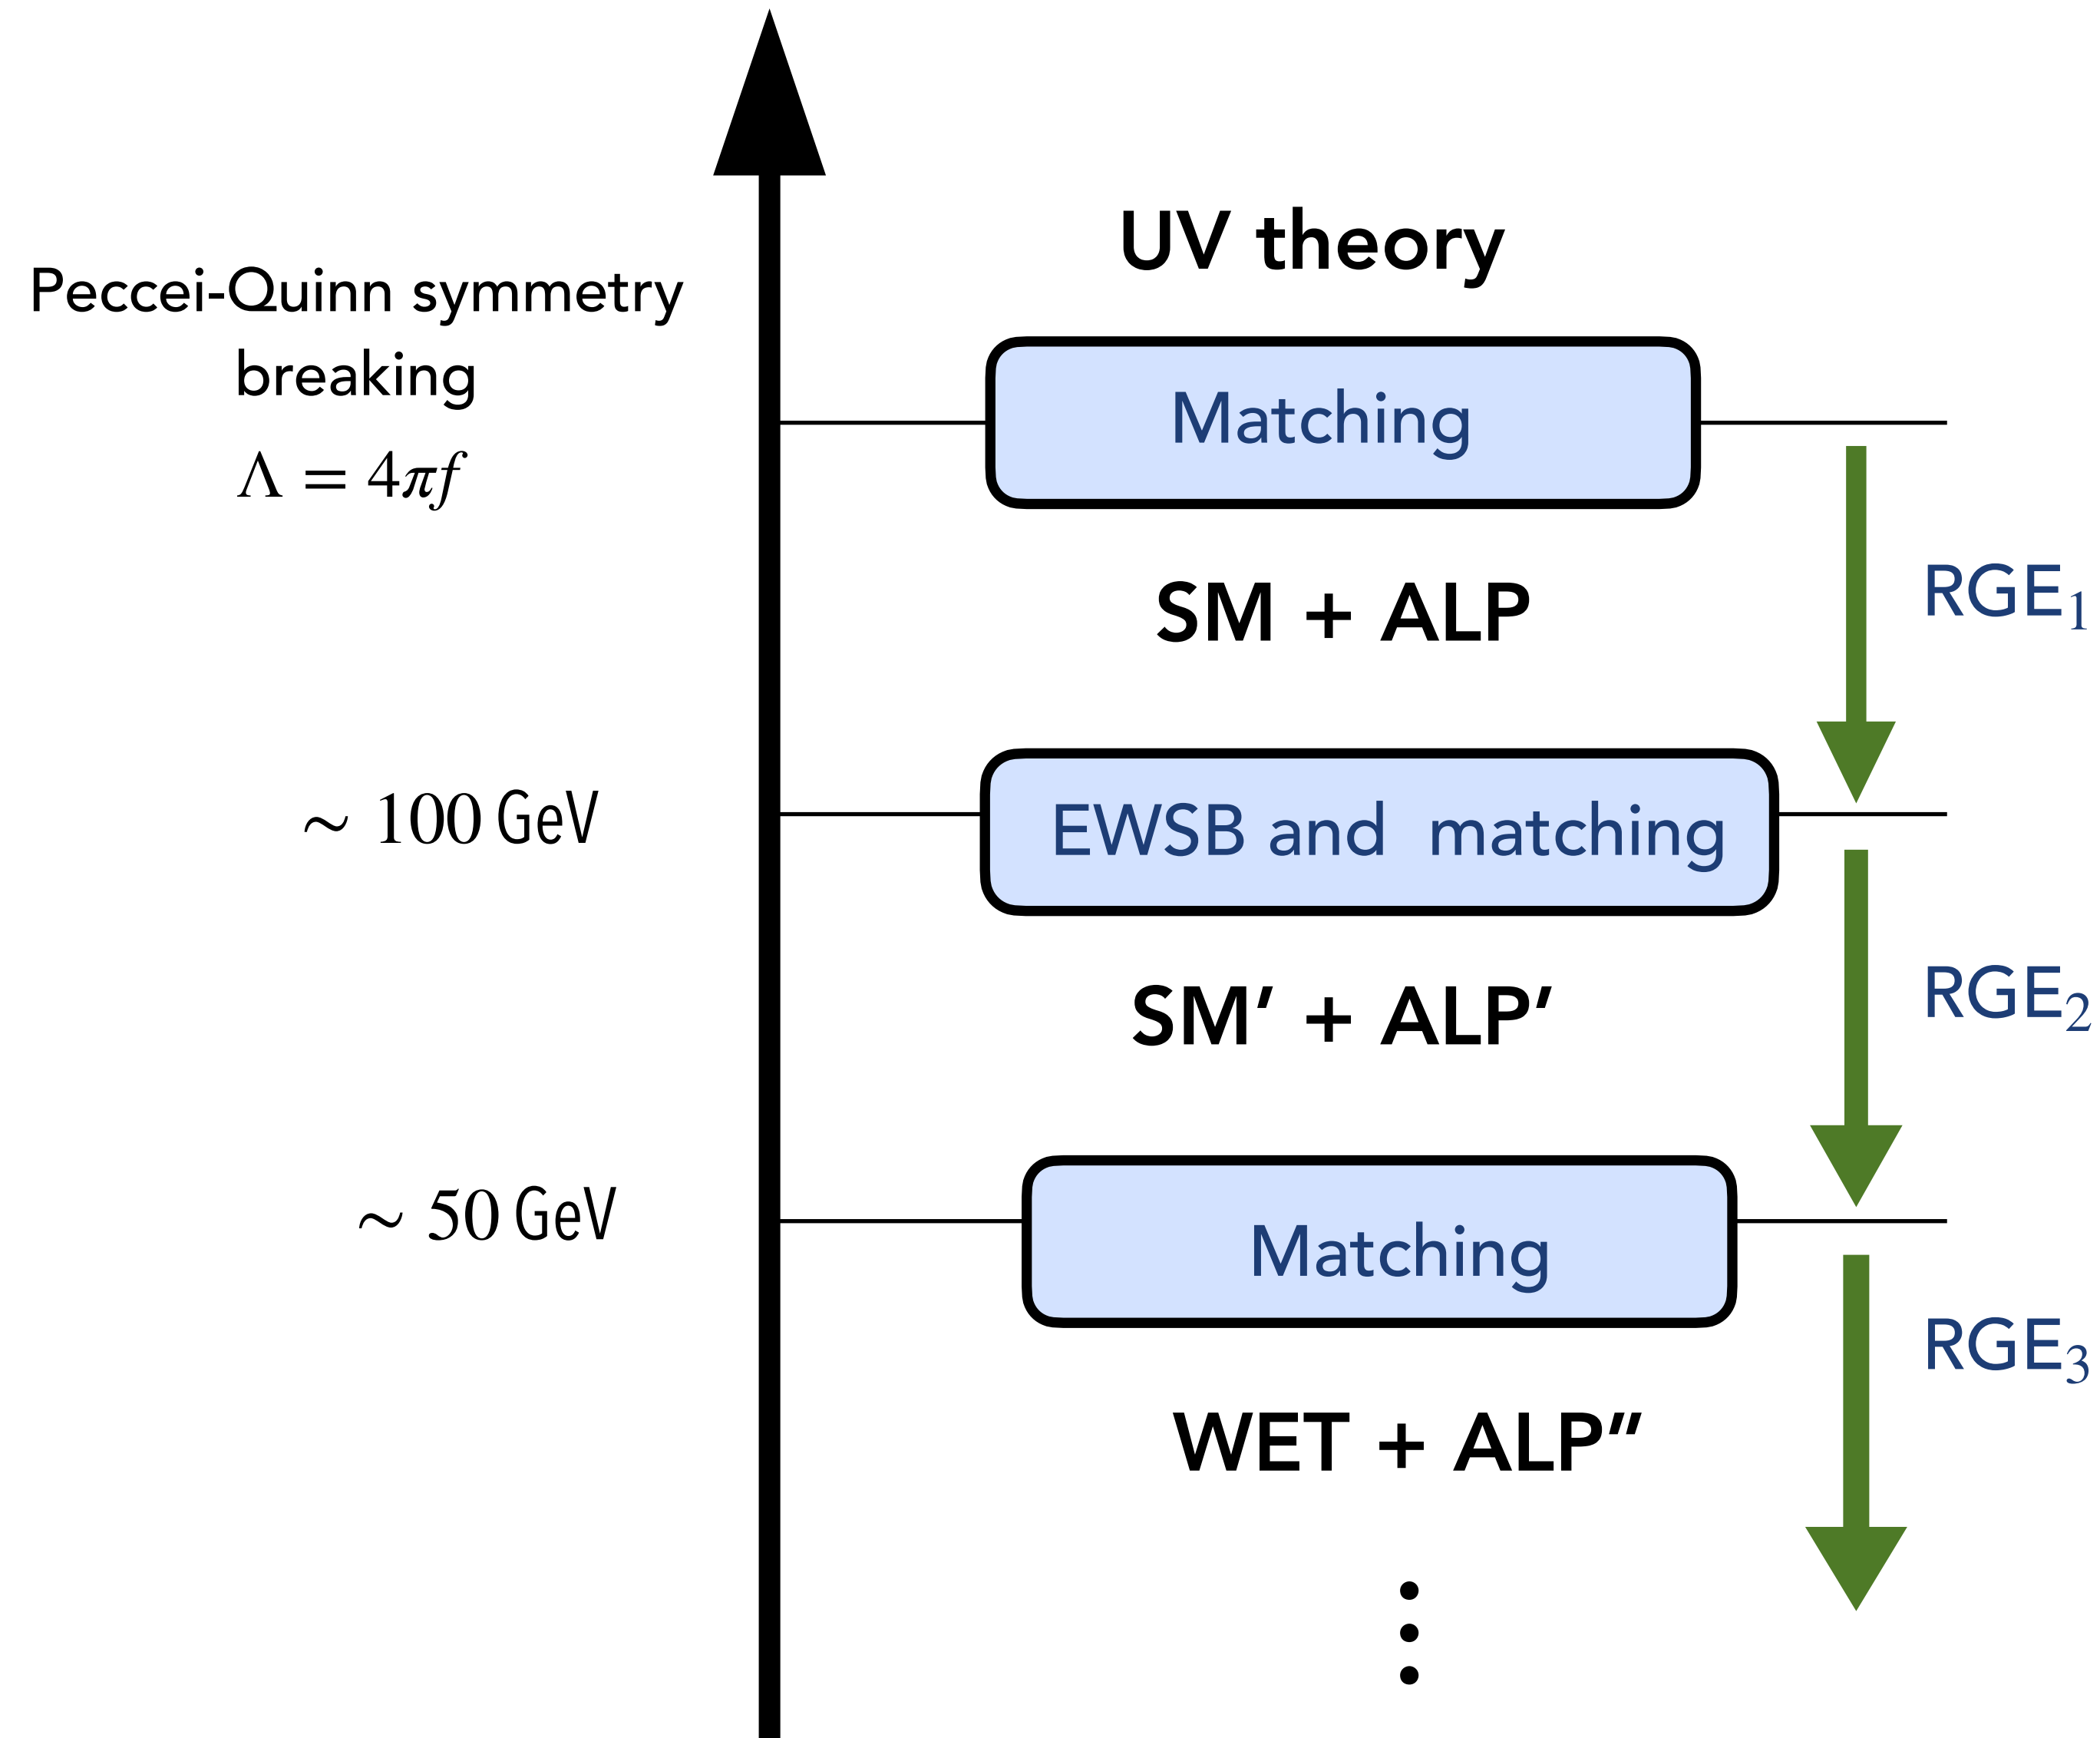 UV theory
Peccei-Quinn symmetry
breaking
Λ = 4πf
Matching
SM + ALP
RGE₁
~ 100 GeV
EWSB and matching
SM′ + ALP′
RGE₂
~ 50 GeV
Matching
RGE₃
WET + ALP″